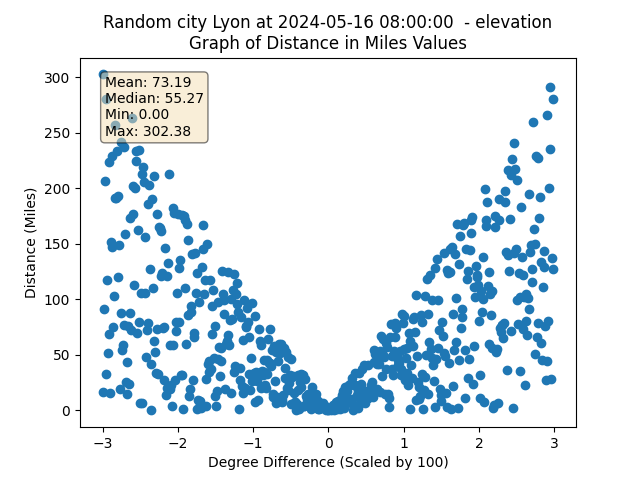 Random city Lyon at 2024-05-16 08:00:00 - elevation
Graph of Distance in Miles Values
Mean: 73.19
Median: 55.27
Min: 0.00
Max: 302.38
Distance (Miles)
300
250
200
150
100
50
0
−3
−2
−1
0
1
2
3
Degree Difference (Scaled by 100)